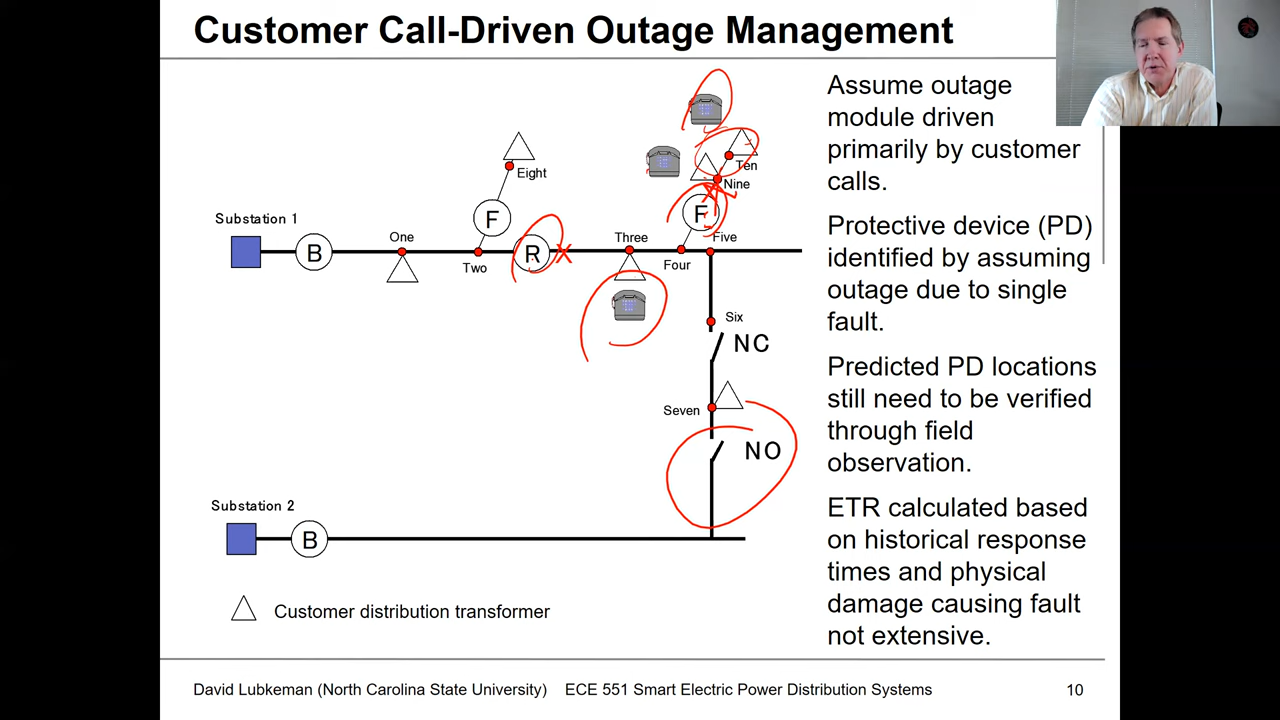 Customer Call-Driven Outage Management
Assume outage
module driven
primarily by customer
calls.
Protective device (PD)
identified by assuming
outage due to single
fault.
Predicted PD locations
still need to be verified
through field
observation.
ETR calculated based
on historical response
times and physical
damage causing fault
not extensive.
Ten
Eight
Nine
Substation 1
F
F
B
One
Two
R
Three
Four
Five
Six
NC
Seven
NO
Substation 2
B
Customer distribution transformer
David Lubkeman (North Carolina State University) ECE 551 Smart Electric Power Distribution Systems 10